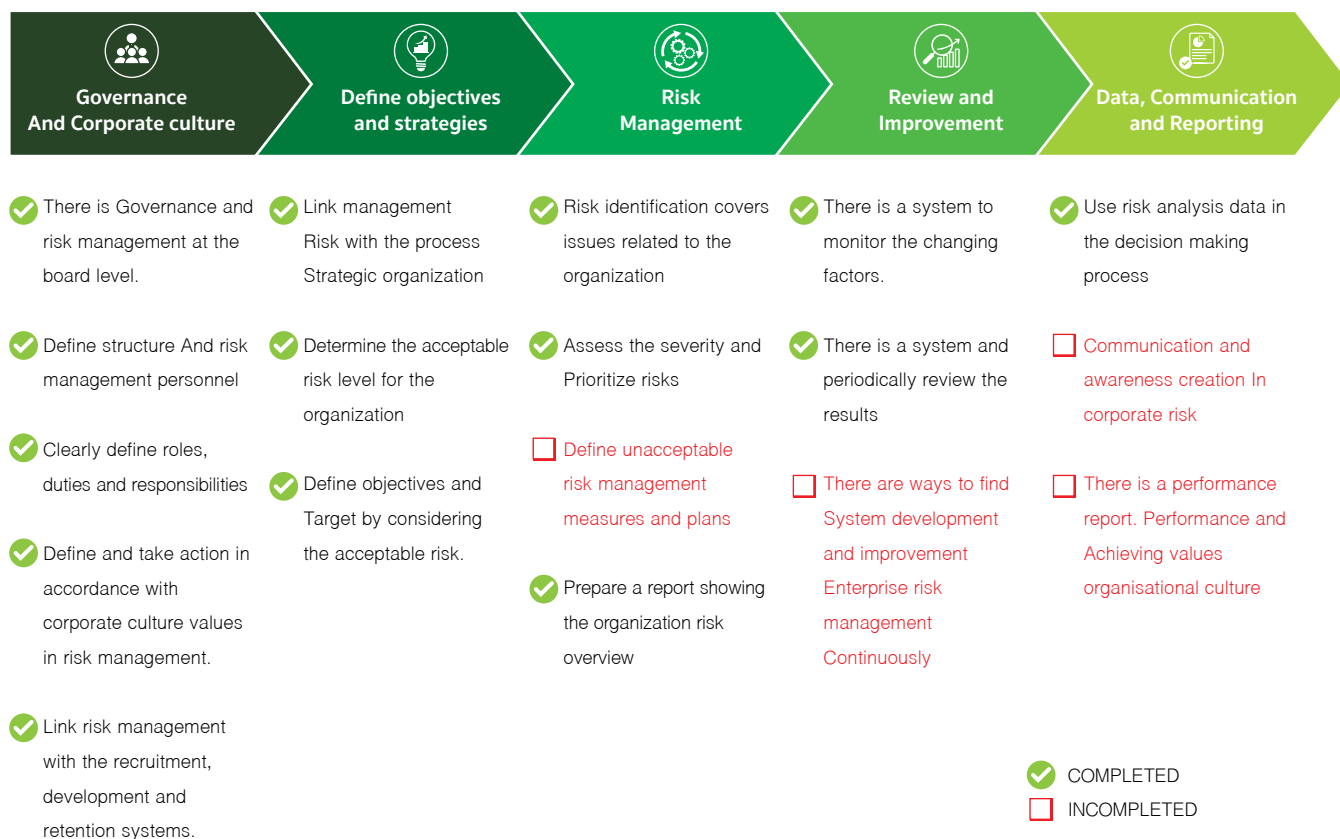 Governance
And Corporate culture
Define objectives
and strategies
Risk
Management
Review and
Improvement
Data, Communication
and Reporting
There is Governance and
risk management at the
board level.
Define structure And risk
management personnel
Clearly define roles,
duties and responsibilities
Define and take action in
accordance with
corporate culture values
in risk management.
Link risk management
with the recruitment,
development and
retention systems.
Link management
Risk with the process
Strategic organization
Determine the acceptable
risk level for the
organization
Define objectives and
Target by considering
the acceptable risk.
Risk identification covers
issues related to the
organization
Assess the severity and
Prioritize risks
Define unacceptable
risk management
measures and plans
Prepare a report showing
the organization risk
overview
There is a system to
monitor the changing
factors.
There is a system and
periodically review the
results
There are ways to find
System development
and improvement
Enterprise risk
management
Continuously
Use risk analysis data in
the decision making
process
Communication and
awareness creation In
corporate risk
There is a performance
report. Performance and
Achieving values
organisational culture
COMPLETED
INCOMPLETED